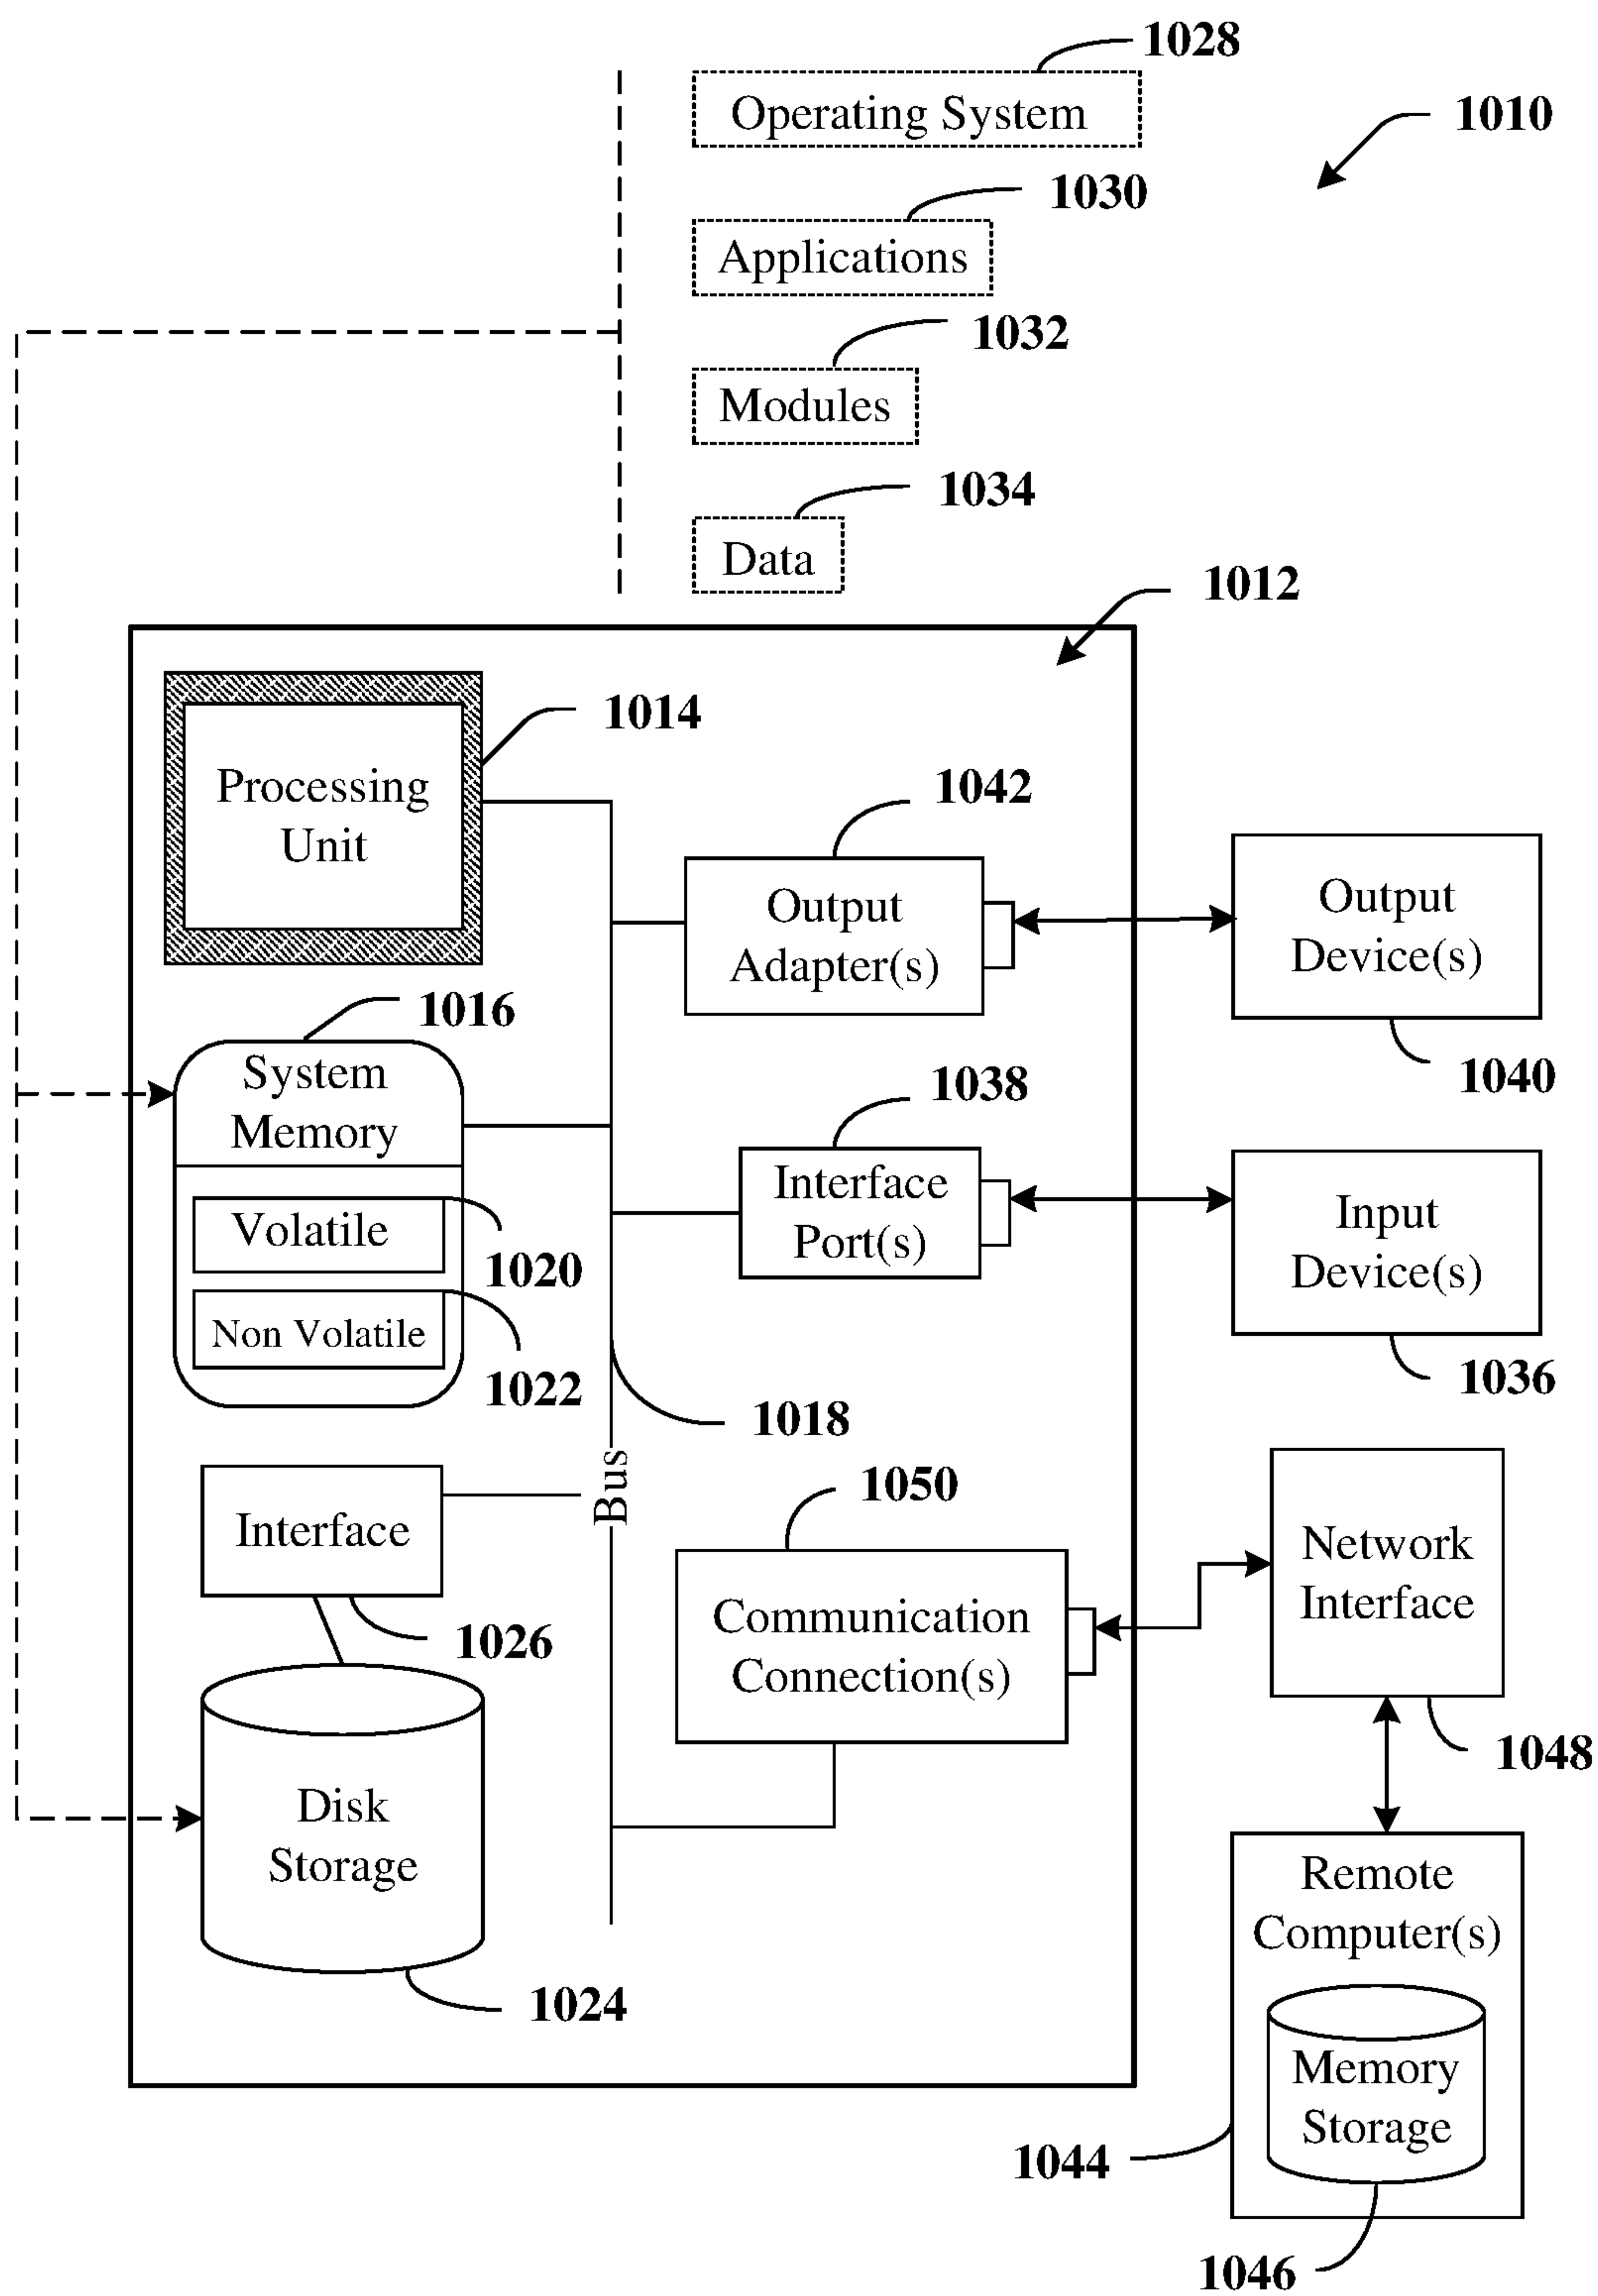 1028
Operating System
1010
1030
Applications
1032
Modules
1034
Data
1012
1014
Processing
Unit
1042
Output
Adapter(s)
Output
Device(s)
1040
1016
System
Memory
1038
Interface
Port(s)
Input
Device(s)
1036
Volatile
1020
Non Volatile
1022
1018
Bus
Interface
1026
1050
Communication
Connection(s)
Network
Interface
1048
Disk
Storage
1024
Remote
Computer(s)
Memory
Storage
1044
1046